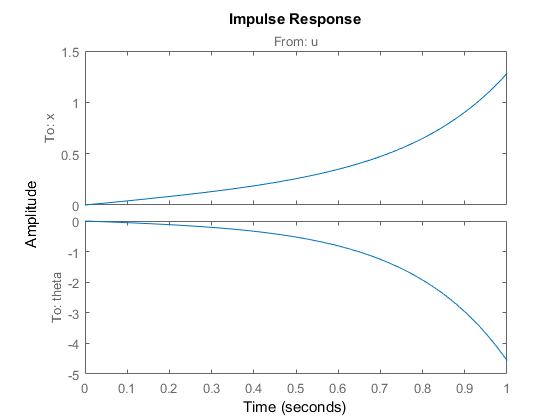 Impulse Response
From: u
To: x
1.5
1
0.5
0
Amplitude
To: theta
0
-1
-2
-3
-4
-5
0 0.1 0.2 0.3 0.4 0.5 0.6 0.7 0.8 0.9 1
Time (seconds)